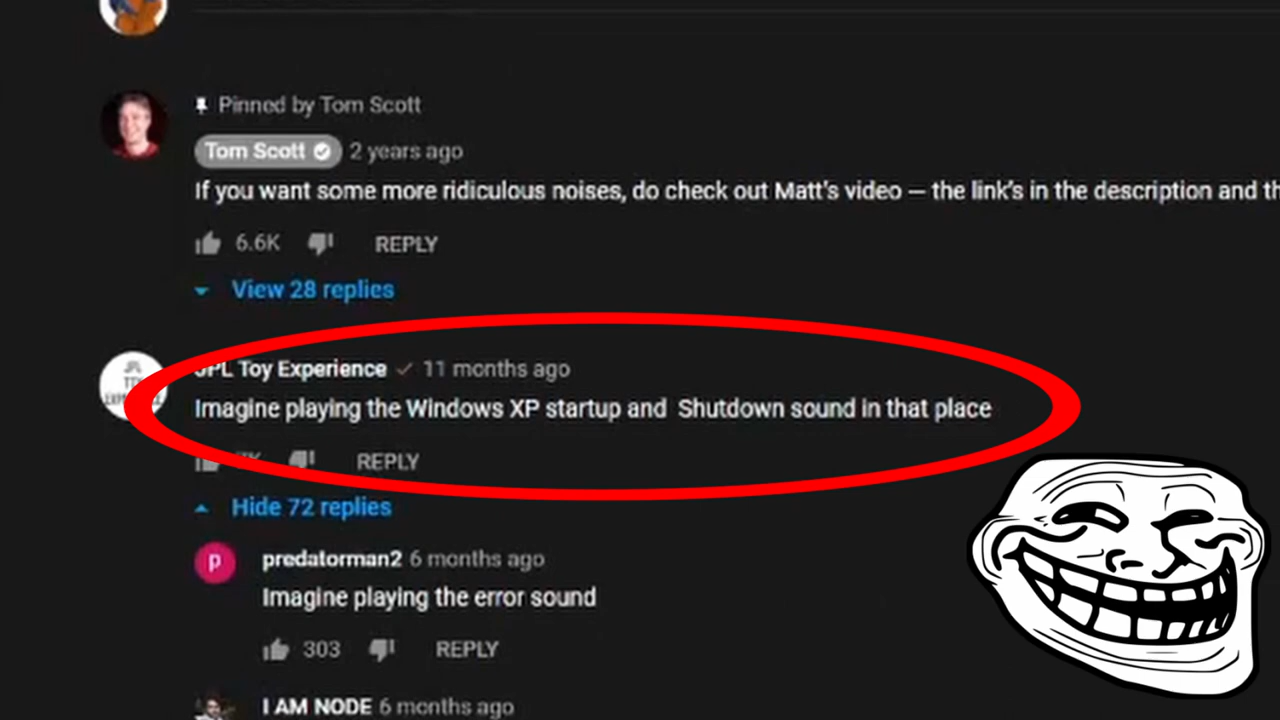 Pinned by Tom Scott
Tom Scott 2 years ago
If you want some more ridiculous noises, do check out Matt's video — the link's in the description and
6.6K REPLY
View 28 replies
JPL Toy Experience 11 months ago
Imagine playing the Windows XP startup and Shutdown sound in that place
REPLY
Hide 72 replies
P predatorman2 6 months ago
Imagine playing the error sound
303 REPLY
I AM NODE 6 months ago